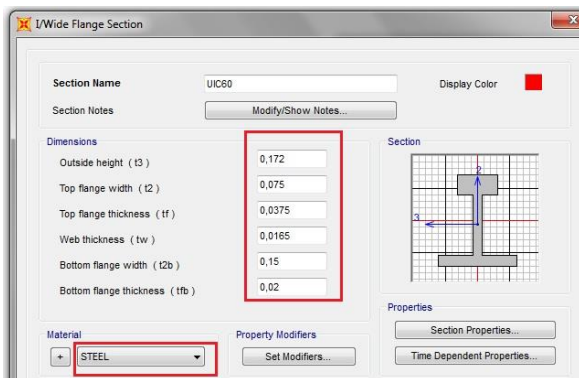 I/Wide Flange Section
Section Name UIC60 Display Color
Section Notes Modify/Show Notes...
Dimensions
Section
Outside height ( t3 ) 0,172
Top flange width ( t2 ) 0,075
Top flange thickness ( tf ) 0,0375
Web thickness ( tw ) 0,0165
Bottom flange width ( t2b ) 0,15
Bottom flange thickness ( tfb ) 0,02
2
3
Properties
Material
Property Modifiers
Section Properties...
+ STEEL
Set Modifiers...
Time Dependent Properties...